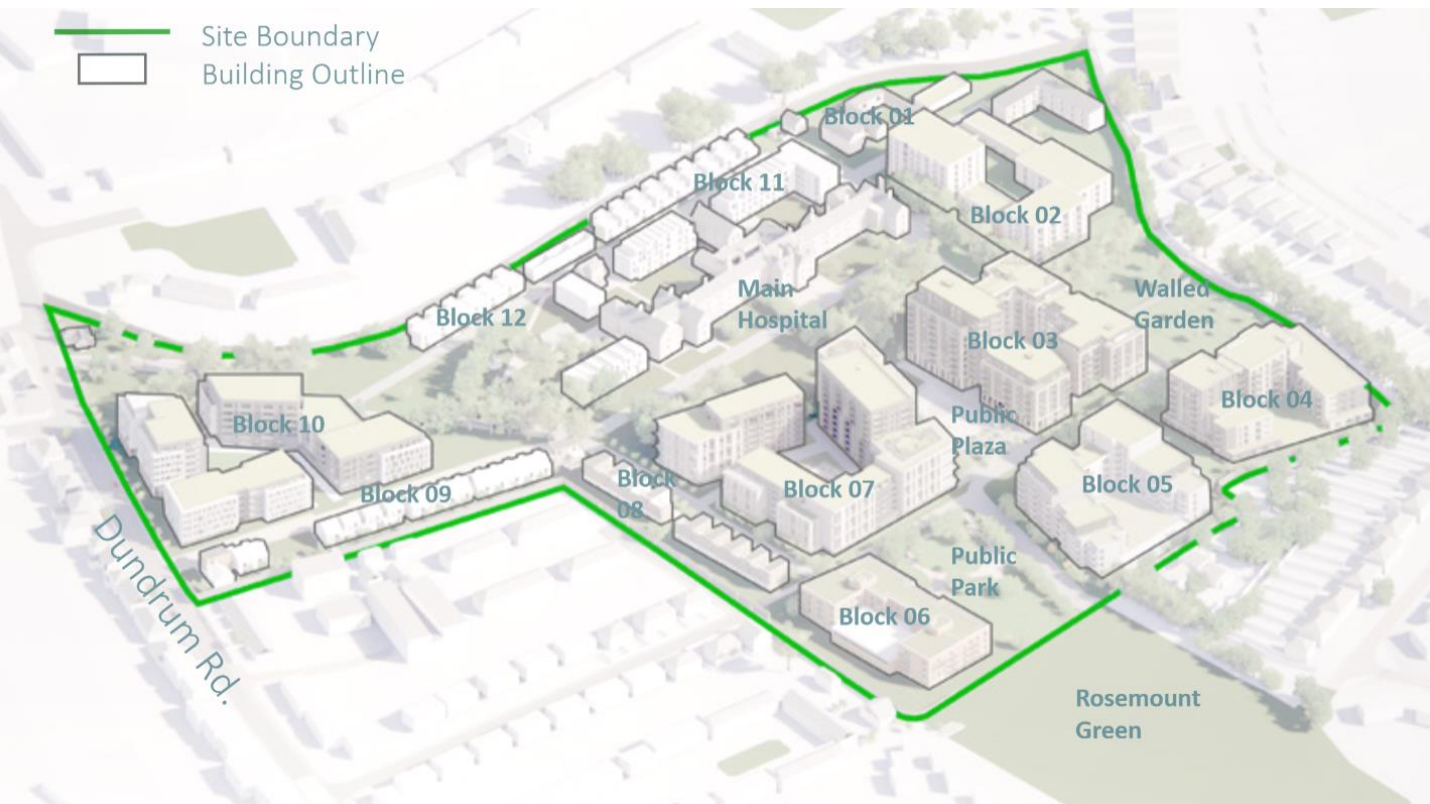 Site Boundary
Building Outline
Block 01
Block 11
Block 02
Main
Hospital
Walled
Garden
Block 12
Block 03
Block 04
Block 10
Public
Plaza
Block 09
Block
08
Block 07
Block 05
Dundrum Rd.
Public
Park
Block 06
Rosemount
Green